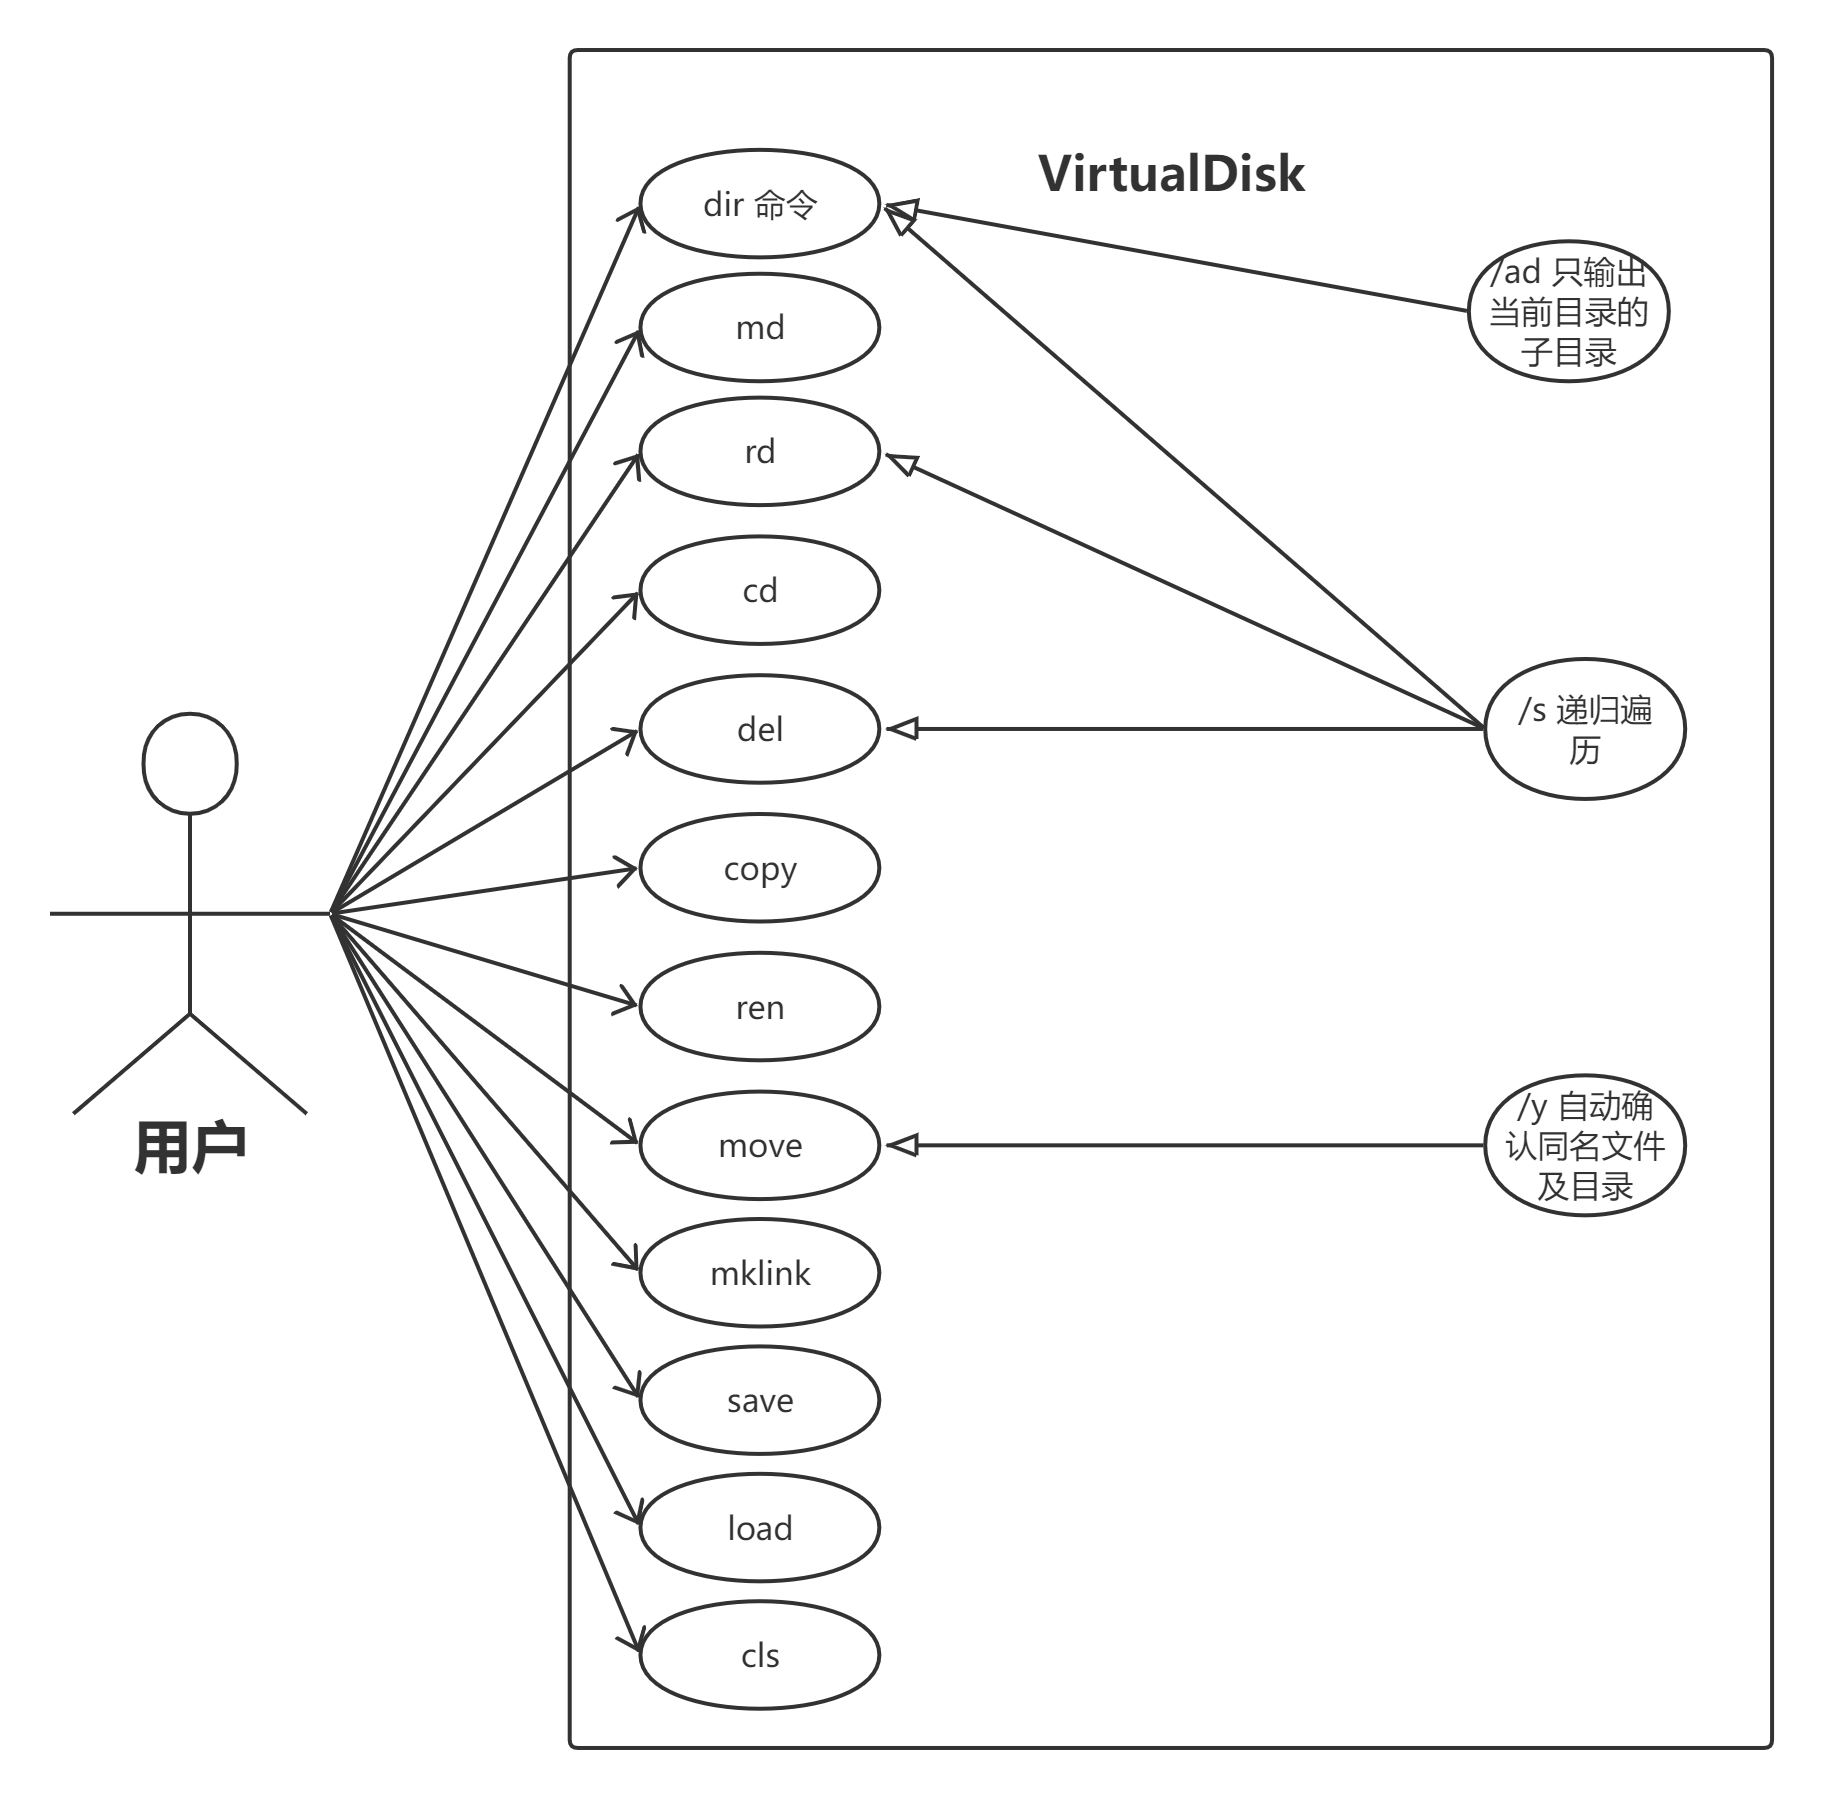 VirtualDisk
dir 命令
md
rd
cd
del
copy
ren
move
mklink
save
load
cls
/ad 只输出
当前目录的
子目录
/s 递归遍
历
/y 自动确
认同名文件
及目录
用户